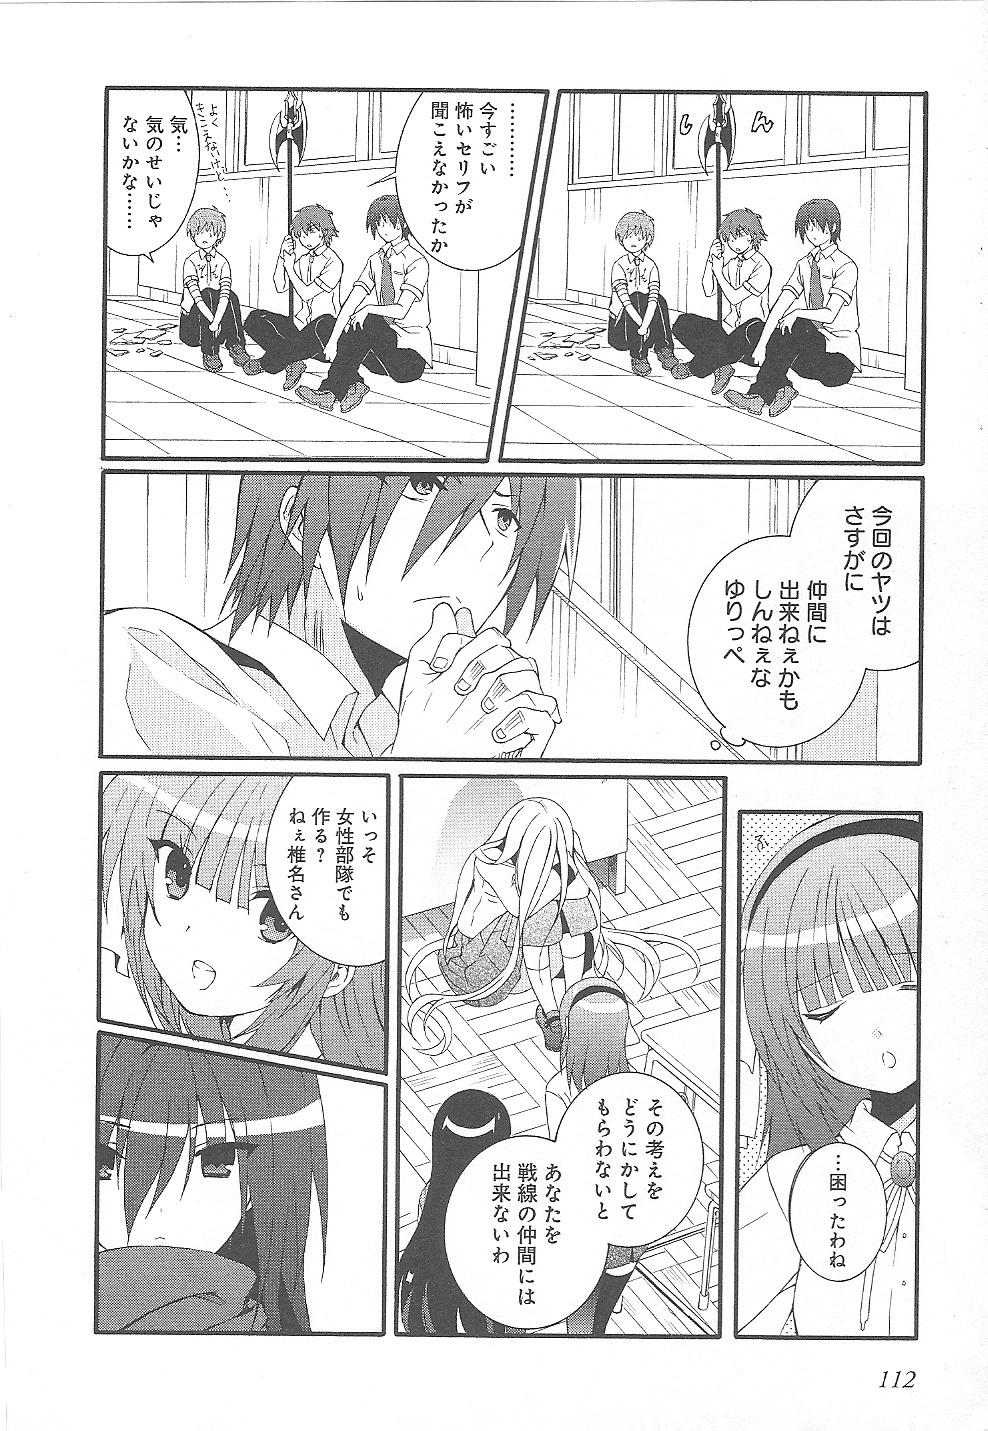 しーん
…………
今すごい
怖いセリフが
聞こえなかったか
よく
きこえないけど…
気…
気のせいじゃ
ないかな……
今回のヤツは
さすがに
仲間に
出来ねぇかも
しんねぇな
ゆりっぺ
ふぅ
…困ったわね
その考えを
どうにかして
もらわないと
あなたを
戦線の仲間には
出来ないわ
いっそ
女性部隊でも
作る?
ねぇ椎名さん
112